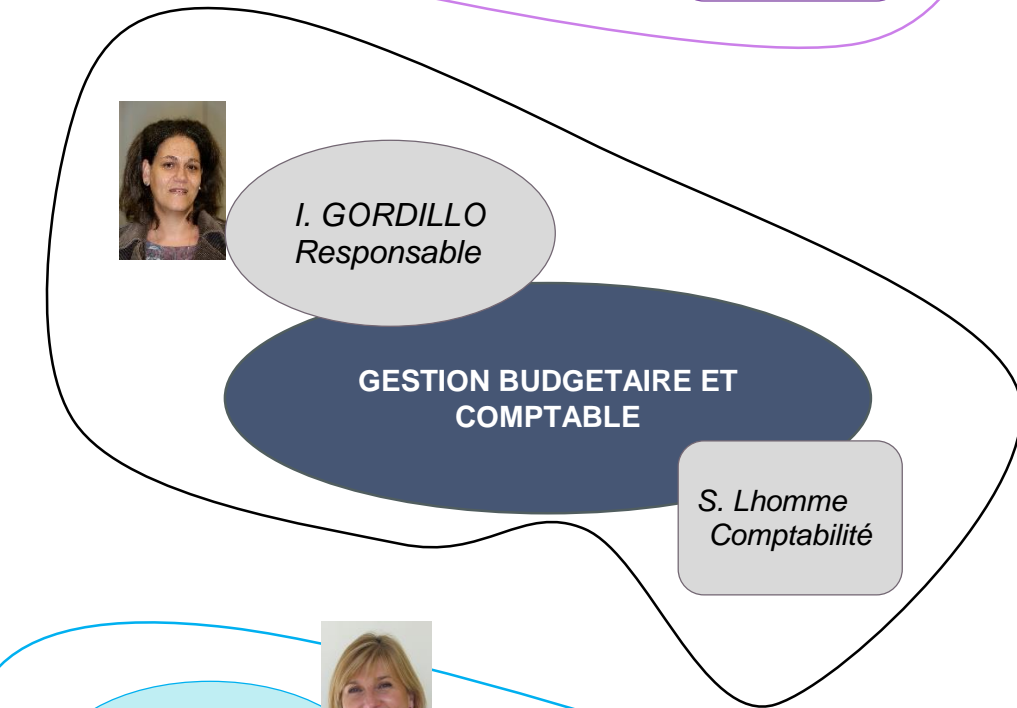 I. GORDILLO
Responsable
GESTION BUDGETAIRE ET
COMPTABLE
S. Lhomme
Comptabilité